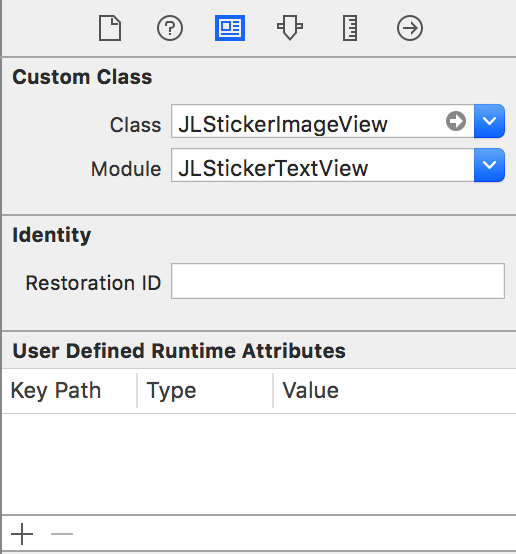 Custom Class
Class JLStickerImageView
Module JLStickerTextView
Identity
Restoration ID
User Defined Runtime Attributes
Key Path Type Value